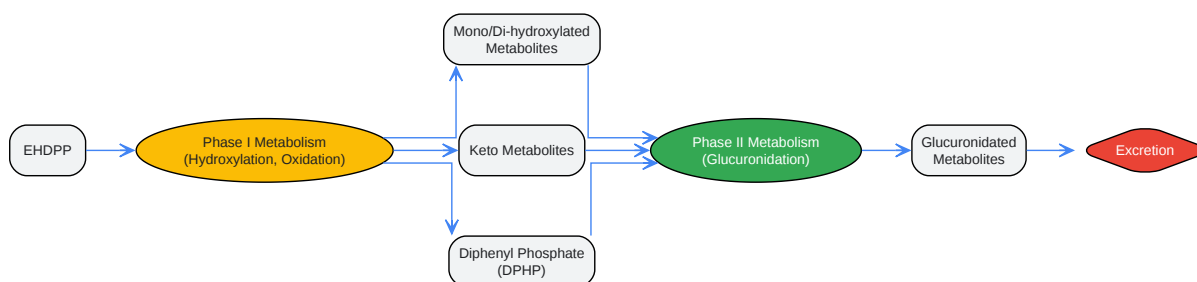 EHDPP
Phase I Metabolism
(Hydroxylation, Oxidation)
Mono/Di-hydroxylated
Metabolites
Keto Metabolites
Diphenyl Phosphate
(DPHP)
Phase II Metabolism
(Glucuronidation)
Glucuronidated
Metabolites
Excretion